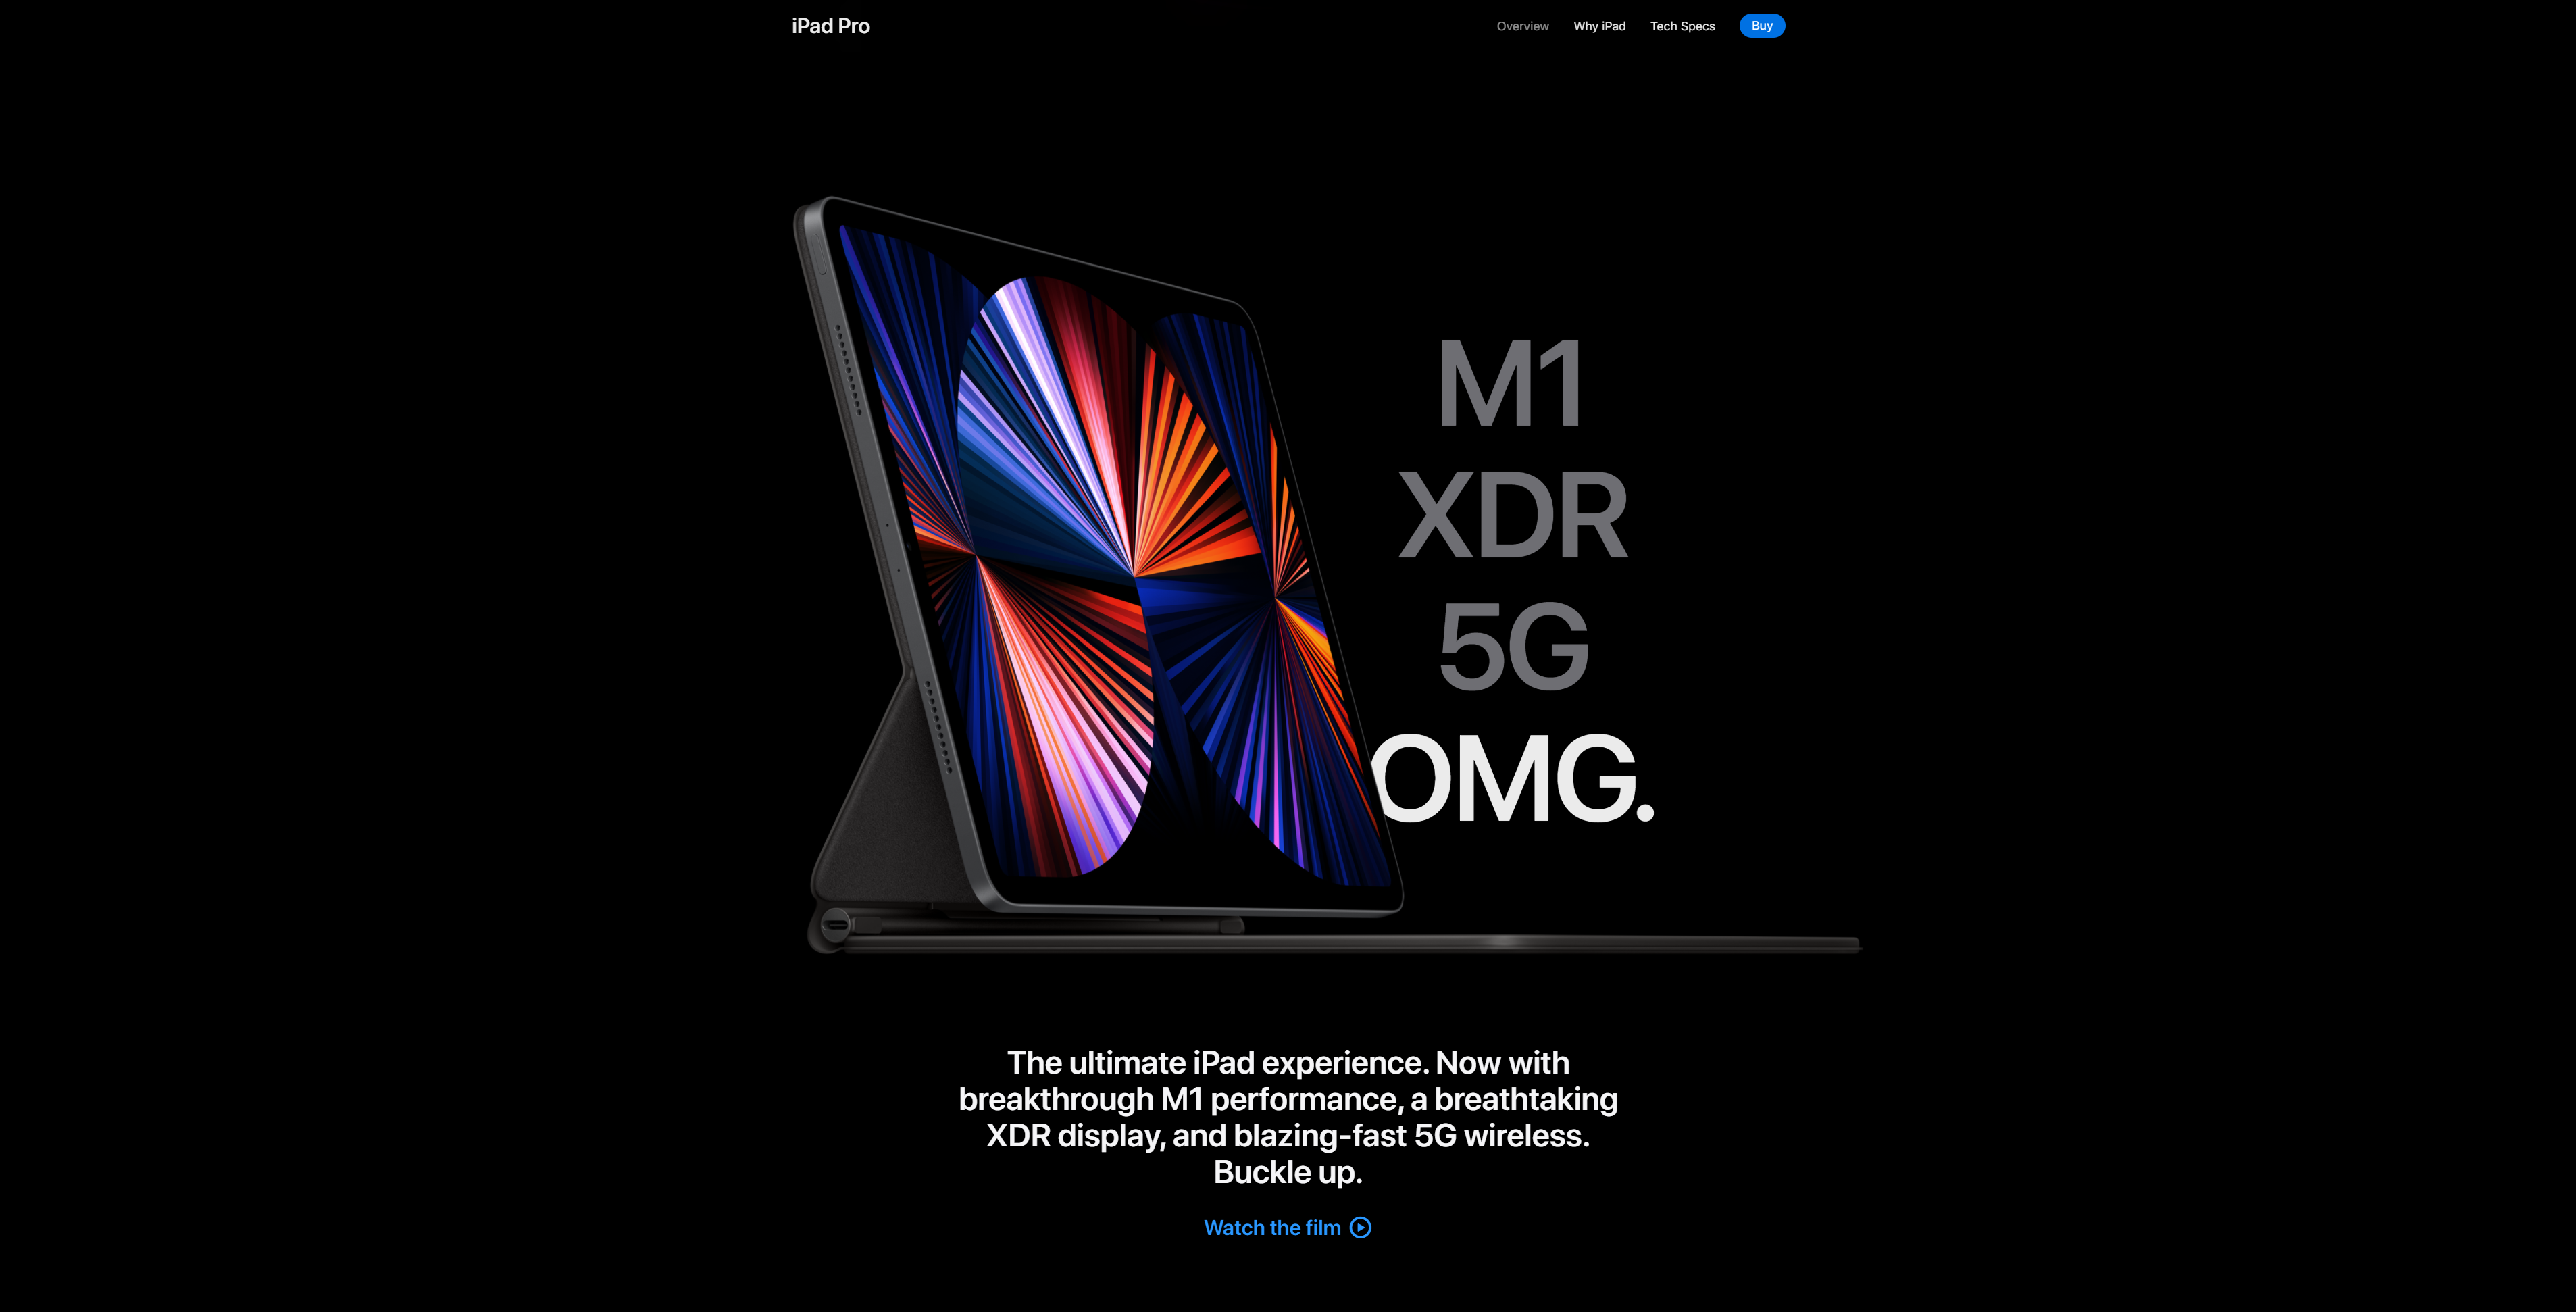 iPad Pro
Overview
Why iPad
Tech Specs
Buy
M1
XDR
5G
OMG.
The ultimate iPad experience. Now with
breakthrough M1 performance, a breathtaking
XDR display, and blazing-fast 5G wireless.
Buckle up.
Watch the film